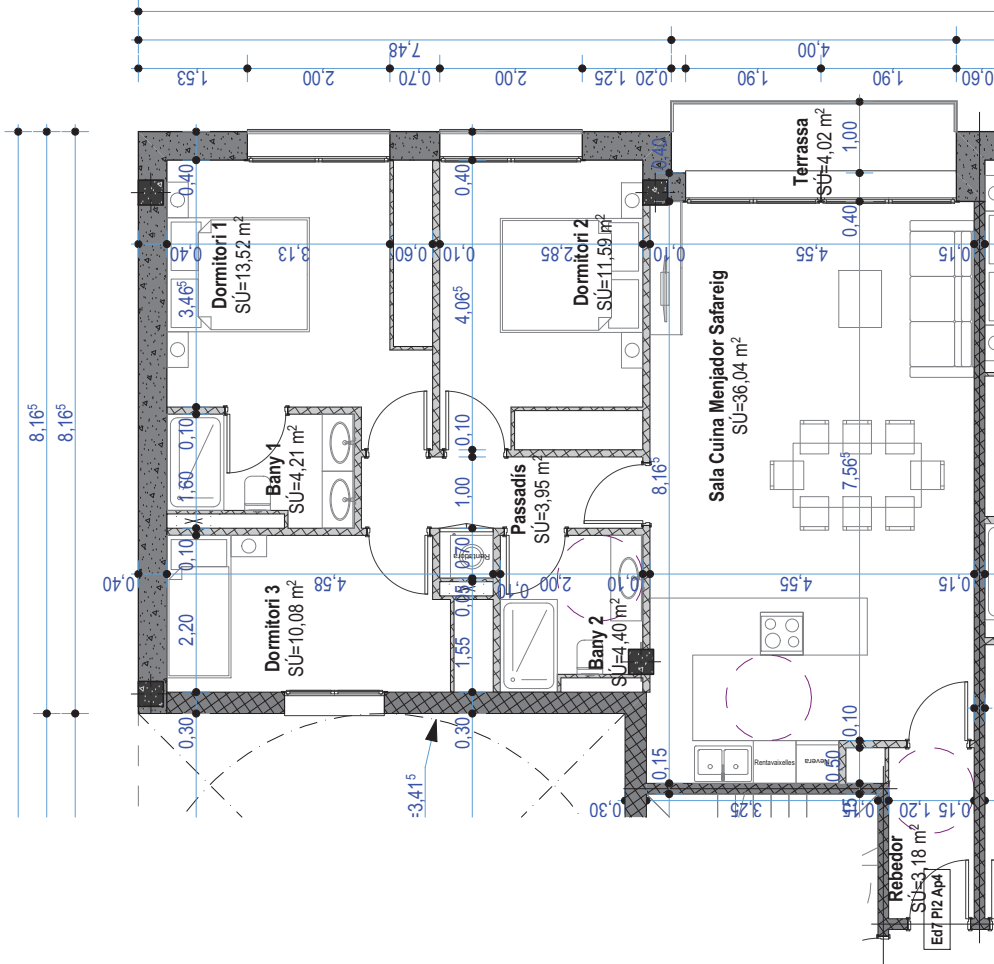 7,48
4,00
1,53
2,00
0,70
2,00
1,25
0,20
1,90
1,90
0,60
8,16⁵
8,16⁵
0,40
0,40
0,40
1,00
0,40
Terrassa
SÚ=4,02 m²
0,40
3,13
0,60
0,10
2,85
0,10
4,55
0,15
Dormitori 1
SÚ=13,52 m²
3,46⁵
Dormitori 2
SÚ=11,59 m²
4,06⁵
Sala Cuina Menjador Safareig
SÚ=36,04 m²
7,56⁵
8,16⁵
0,10
1,60
Bany 1
SÚ=4,21 m²
0,10
1,00
Passadís
SÚ=3,95 m²
0,10
0,70
Rentadora
0,05
0,40
4,58
0,10
2,00
0,10
4,55
0,15
2,20
Dormitori 3
SÚ=10,08 m²
1,55
Bany 2
SÚ=4,40 m²
0,30
0,30
=3,41⁵
0,15
Rentavaixelles
Nevera
0,10
0,50
0,30
3,25
0,15
1,20
0,15
Rebedor
SÚ=3,18 m²
Ed7 Pl2 Ap4